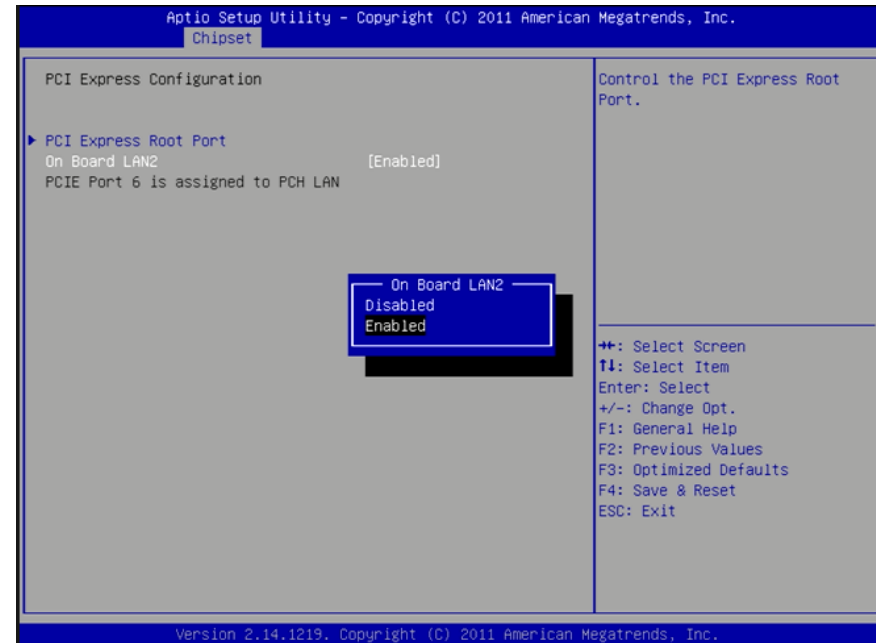 Aptio Setup Utility – Copyright (C) 2011 American Megatrends, Inc.
Chipset
PCI Express Configuration
PCI Express Root Port
On Board LAN2 [Enabled]
PCIE Port 6 is assigned to PCH LAN
On Board LAN2
Disabled
Enabled
Control the PCI Express Root
Port.
→←: Select Screen
↑↓: Select Item
Enter: Select
+/-: Change Opt.
F1: General Help
F2: Previous Values
F3: Optimized Defaults
F4: Save & Reset
ESC: Exit
Version 2.14.1219. Copyright (C) 2011 American Megatrends, Inc.